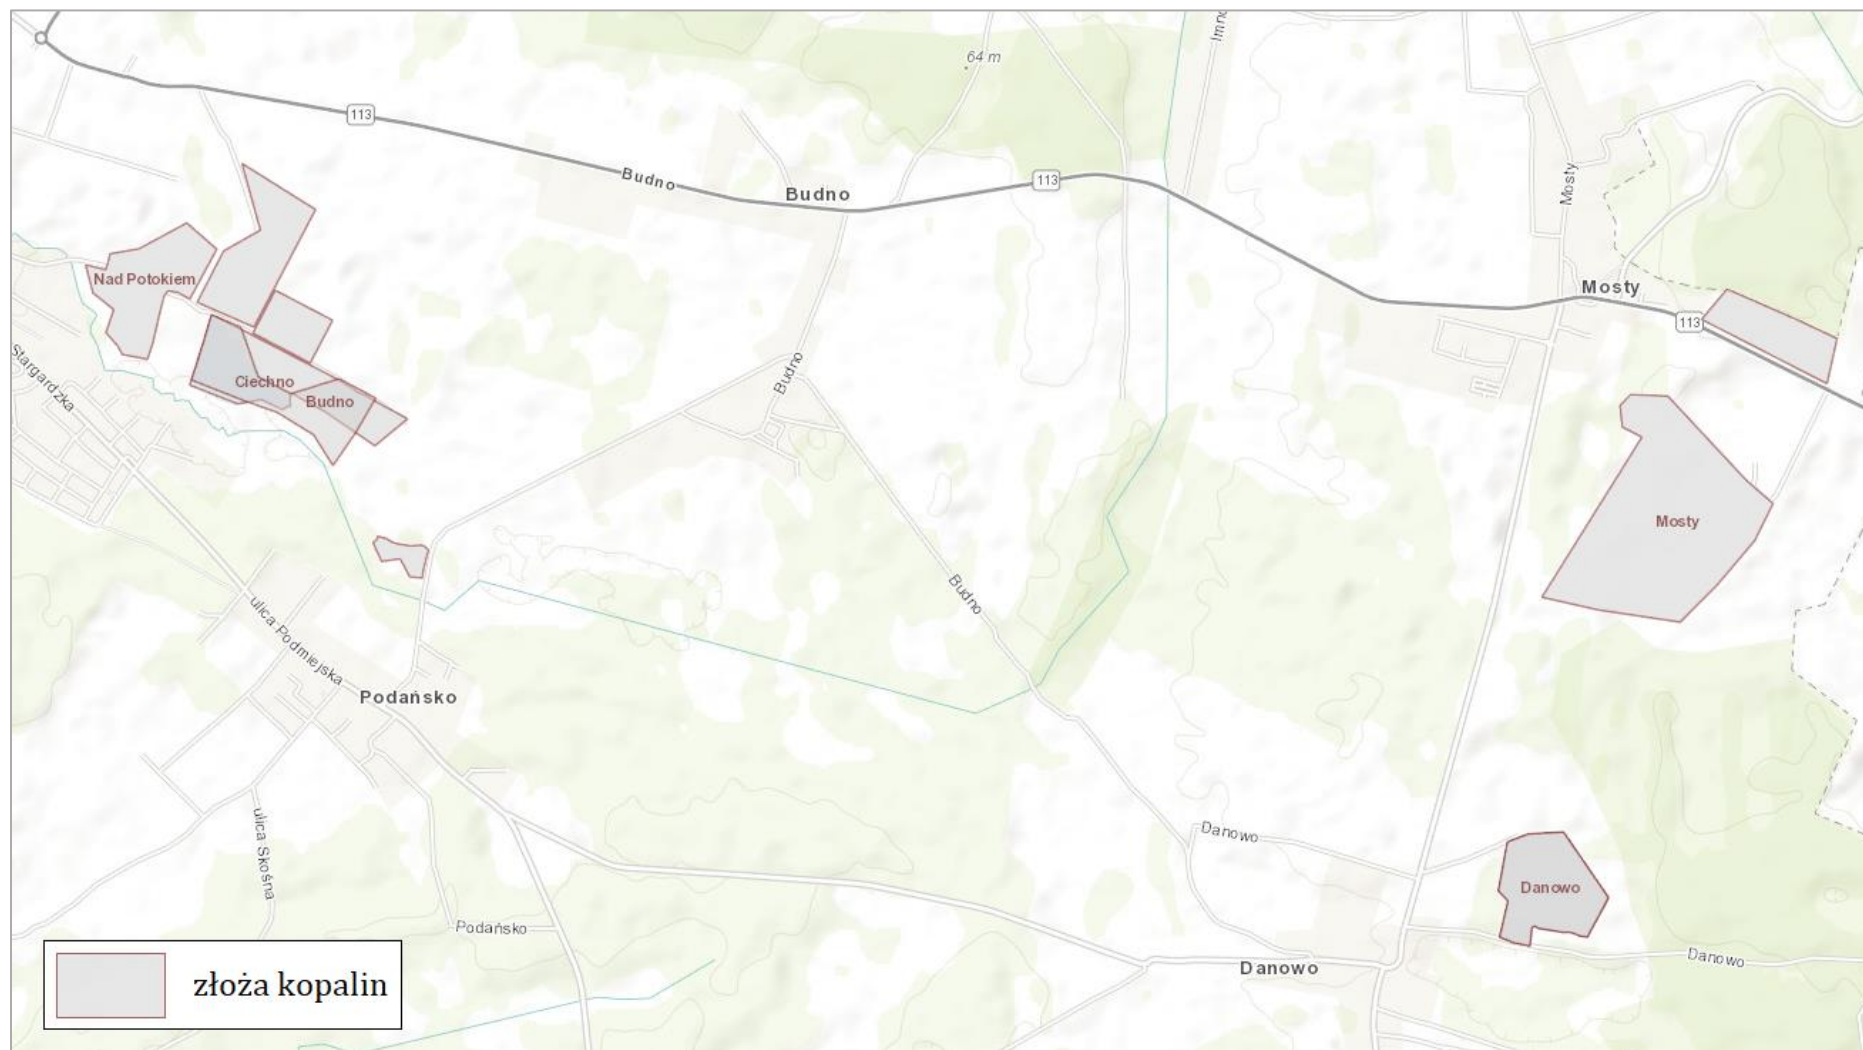 Imno
64 m
113
Budno
Budno
113
Mosty
Nad Potokiem
Mosty
113
Stargardzka
Ciechno
Budno
Budno
Mosty
Budno
ulica Podmiejska
Podańsko
ulica Skośna
Danowo
Danowo
Podańsko
Danowo
Danowo
złoża kopalin